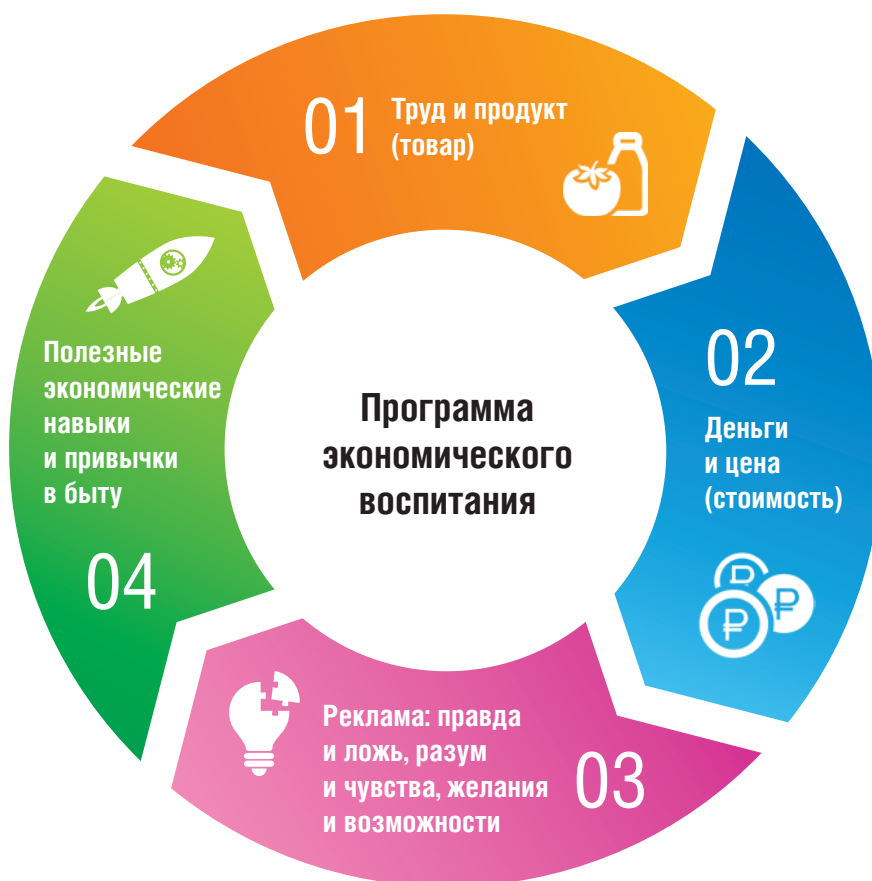 01
Труд и продукт
(товар)
02
Деньги
и цена
(стоимость)
03
Реклама: правда
и ложь, разум
и чувства, желания
и возможности
04
Полезные
экономические
навыки
и привычки
в быту
Программа
экономического
воспитания